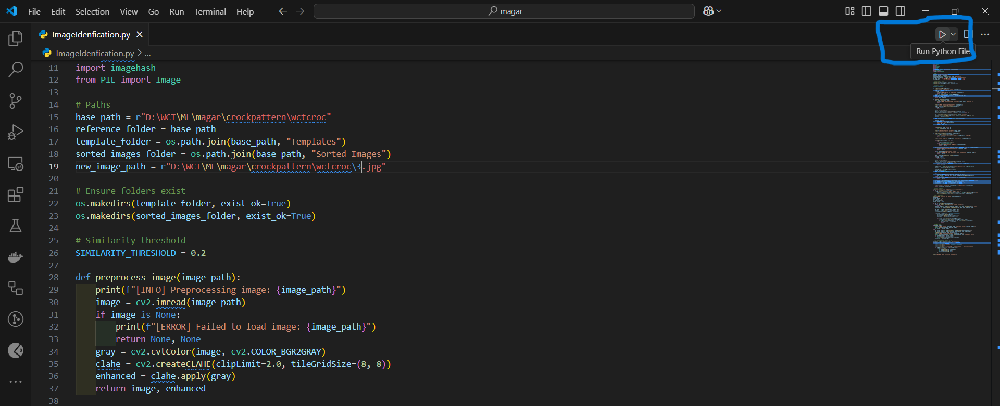 File Edit Selection View Go Run Terminal Help
magar
ImageIdenfication.py
Run Python File
ImageIdenfication.py > ...
11 import imagehash
12 from PIL import Image
13
14 # Paths
15 base_path = r"D:\WCT\ML\magar\crockpattern\wctcroc"
16 reference_folder = base_path
17 template_folder = os.path.join(base_path, "Templates")
18 sorted_images_folder = os.path.join(base_path, "Sorted_Images")
19 new_image_path = r"D:\WCT\ML\magar\crockpattern\wctcroc\3.jpg"
20
21 # Ensure folders exist
22 os.makedirs(template_folder, exist_ok=True)
23 os.makedirs(sorted_images_folder, exist_ok=True)
24
25 # Similarity threshold
26 SIMILARITY_THRESHOLD = 0.2
27
28 def preprocess_image(image_path):
29 print(f"[INFO] Preprocessing image: {image_path}")
30 image = cv2.imread(image_path)
31 if image is None:
32 print(f"[ERROR] Failed to load image: {image_path}")
33 return None, None
34 gray = cv2.cvtColor(image, cv2.COLOR_BGR2GRAY)
35 clahe = cv2.createCLAHE(clipLimit=2.0, tileGridSize=(8, 8))
36 enhanced = clahe.apply(gray)
37 return image, enhanced
38